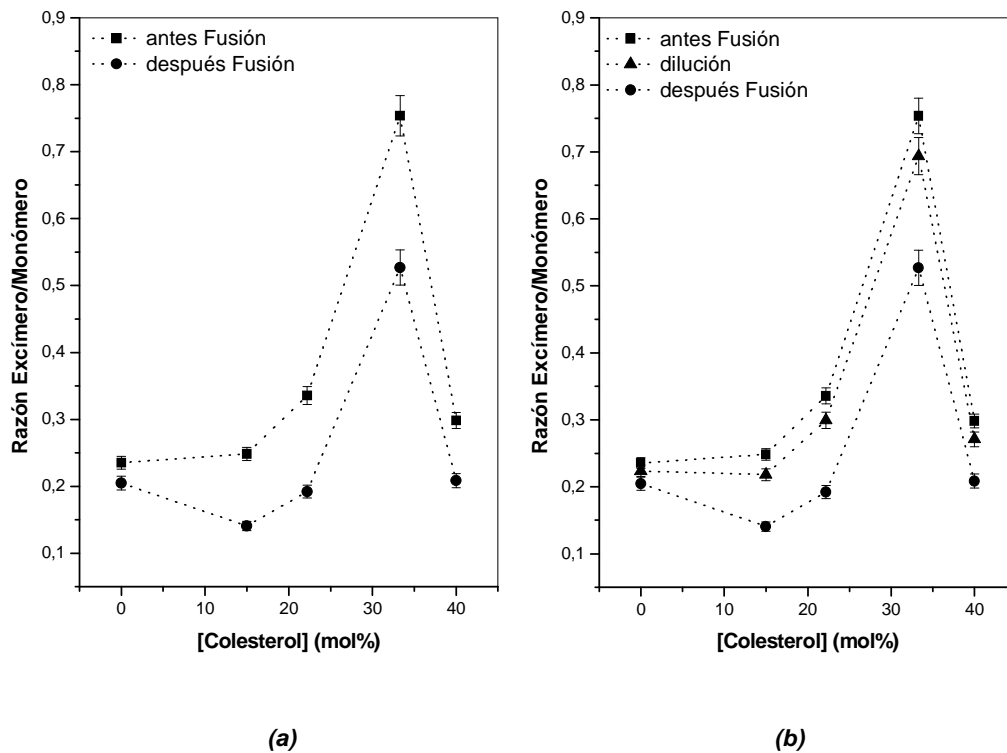 antes Fusión
después Fusión
0,9
0,8
0,7
0,6
0,5
0,4
0,3
0,2
0,1
Razón Excímero/Monómero
0 10 20 30 40
[Colesterol] (mol%)
(a)
antes Fusión
dilución
después Fusión
0,9
0,8
0,7
0,6
0,5
0,4
0,3
0,2
0,1
Razón Excímero/Monómero
0 10 20 30 40
[Colesterol] (mol%)
(b)